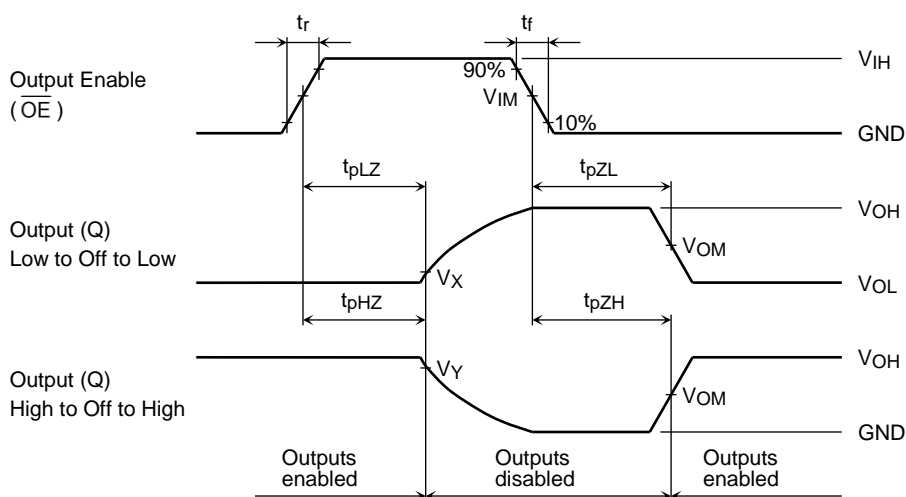 tr
tf
Output Enable
( OE )
90%
VIM
10%
VIH
GND
tpLZ
tpZL
Output (Q)
Low to Off to Low
VX
VOH
VOM
VOL
tpHZ
tpZH
Output (Q)
High to Off to High
VY
VOH
VOM
GND
Outputs
enabled
Outputs
disabled
Outputs
enabled